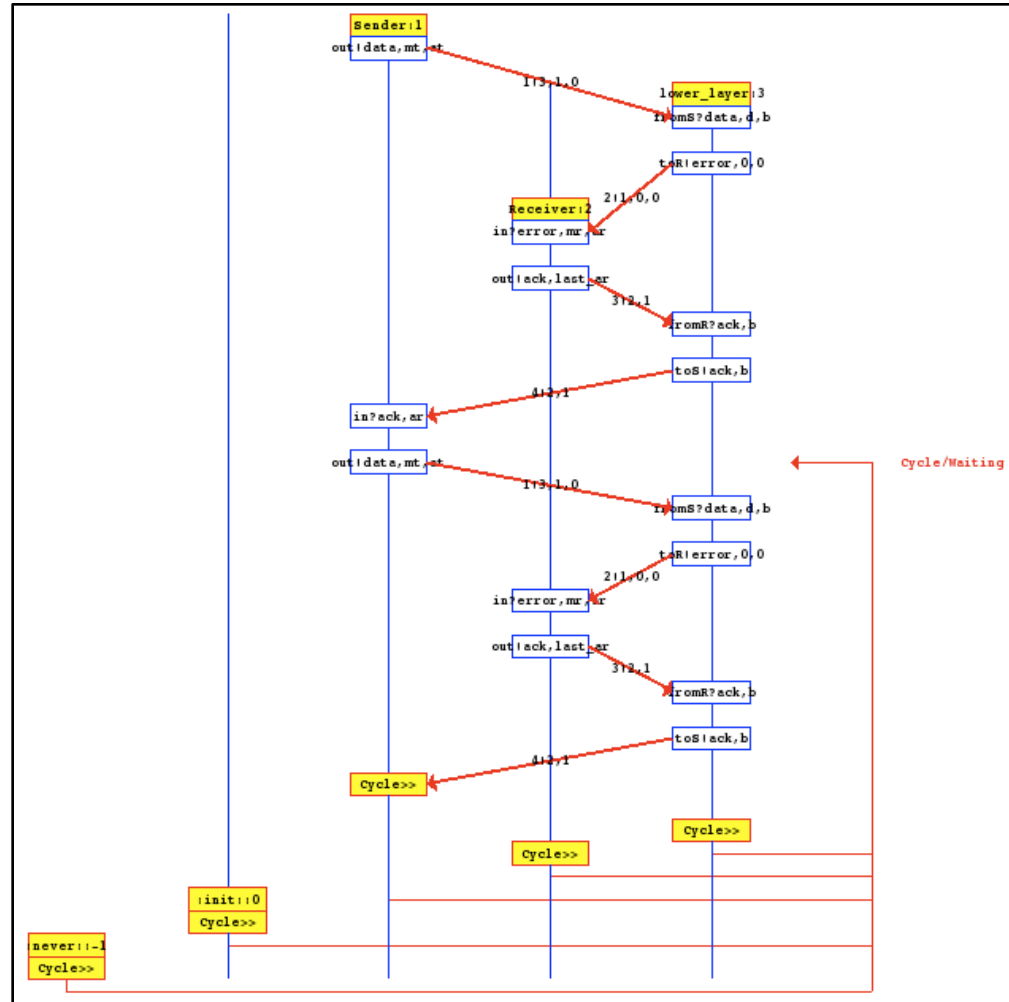 Sender:1
out!data,mt,at
1:3,1,0
lower_layer:3
fromS?data,d,b
toR!error,0,0
2:1,0,0
Receiver:2
in?error,mr,ar
out!ack,last_ar
3:2,1
fromR?ack,b
toS!ack,b
4:2,1
in?ack,ar
out!data,mt,at
Cycle/Waiting
1:3,1,0
fromS?data,d,b
toR!error,0,0
2:1,0,0
in?error,mr,ar
out!ack,last_ar
3:2,1
fromR?ack,b
toS!ack,b
4:2,1
Cycle>>
Cycle>>
Cycle>>
:init::0
Cycle>>
:never::-1
Cycle>>